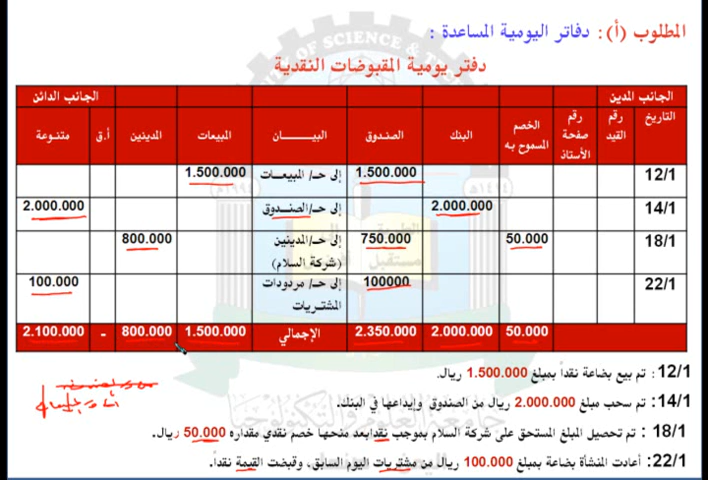 المطلوب (أ): دفاتر اليومية المساعدة :
دفتر يومية المقبوضات النقدية
الجانب المدين الجانب الدائن
التاريخ رقم القيد رقم صفحة الأستاذ الخصم المسموح به البنك الصندوق البيـــــــان المبيعات المدينين أ.ق متنوعة
12/1 1.500.000 إلى حـ/ المبيعــات 1.500.000
14/1 2.000.000 إلى حـ/الصنــدوق 2.000.000
18/1 50.000 750.000 إلى حـ/المدينين 800.000
(شركة السلام)
22/1 100000 إلى حـ/ مردودات 100.000
المشتريات
50.000 2.000.000 2.350.000 الإجمالي 1.500.000 800.000 - 2.100.000
12/1 : تم بيع بضاعة نقداً بمبلغ 1.500.000 ريال.
14/1: تم سحب مبلغ 2.000.000 ريال من الصندوق وإيداعها في البنك.
18/1 : تم تحصيل المبلغ المستحق على شركة السلام بموجب نقدابعد منحها خصم نقدي مقداره 50.000 ريال.
22/1: أعادت المنشأة بضاعة بمبلغ 100.000 ريال من مشتريات اليوم السابق، وقبضت القيمة نقداً.